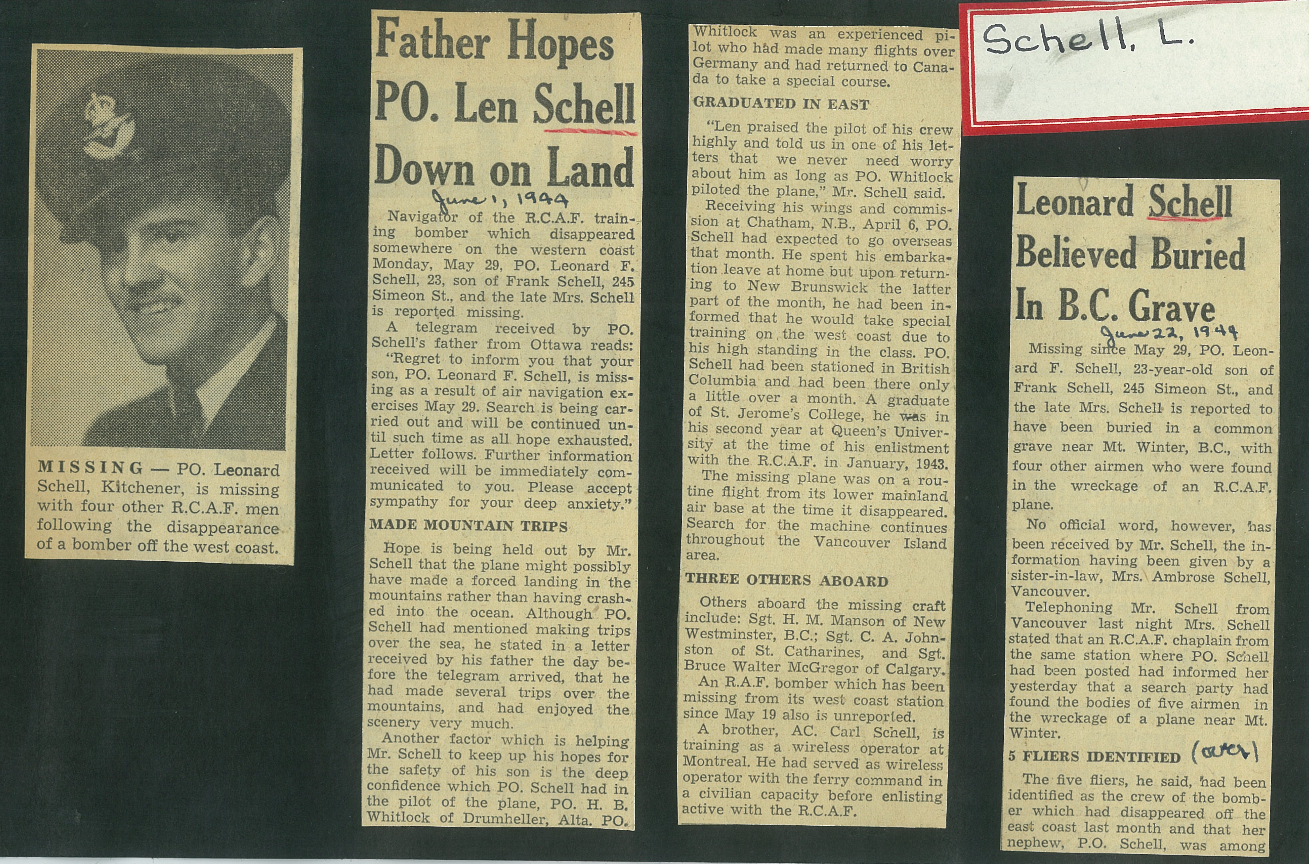 MISSING — PO. Leonard
Schell, Kitchener, is missing
with four other R.C.A.F. men
following the disappearance
of a bomber off the west coast.
Father Hopes
PO. Len Schell
Down on Land
June 1, 1944
Navigator of the R.C.A.F. train-
ing bomber which disappeared
somewhere on the western coast
Monday, May 29, PO. Leonard F.
Schell, 23, son of Frank Schell, 245
Simeon St., and the late Mrs. Schell
is reported missing.
A telegram received by PO.
Schell's father from Ottawa reads:
"Regret to inform you that your
son, PO. Leonard F. Schell, is miss-
ing as a result of air navigation ex-
ercises May 29. Search is being car-
ried out and will be continued un-
til such time as all hope exhausted.
Letter follows. Further information
received will be immediately com-
municated to you. Please accept
sympathy for your deep anxiety."
MADE MOUNTAIN TRIPS
Hope is being held out by Mr.
Schell that the plane might possibly
have made a forced landing in the
mountains rather than having crash-
ed into the ocean. Although PO.
Schell had mentioned making trips
over the sea, he stated in a letter
received by his father the day be-
fore the telegram arrived, that he
had made several trips over the
mountains, and had enjoyed the
scenery very much.
Another factor which is helping
Mr. Schell to keep up his hopes for
the safety of his son is the deep
confidence which PO. Schell had in
the pilot of the plane, PO. H. B.
Whitlock of Drumheller, Alta. PO.
Whitlock was an experienced pi-
lot who had made many flights over
Germany and had returned to Cana-
da to take a special course.
GRADUATED IN EAST
"Len praised the pilot of his crew
highly and told us in one of his let-
ters that we never need worry
about him as long as PO. Whitlock
piloted the plane," Mr. Schell said.
Receiving his wings and commis-
sion at Chatham, N.B., April 6, PO.
Schell had expected to go overseas
that month. He spent his embarka-
tion leave at home but upon return-
ing to New Brunswick the latter
part of the month, he had been in-
formed that he would take special
training on the west coast due to
his high standing in the class. PO.
Schell had been stationed in British
Columbia and had been there only
a little over a month. A graduate
of St. Jerome's College, he was in
his second year at Queen's Univer-
sity at the time of his enlistment
with the R.C.A.F. in January, 1943.
The missing plane was on a rou-
tine flight from its lower mainland
air base at the time it disappeared.
Search for the machine continues
throughout the Vancouver Island
area.
THREE OTHERS ABOARD
Others aboard the missing craft
include: Sgt. H. M. Manson of New
Westminster, B.C.; Sgt. C. A. John-
ston of St. Catharines, and Sgt.
Bruce Walter McGregor of Calgary.
An R.A.F. bomber which has been
missing from its west coast station
since May 19 also is unreported.
A brother, AC. Carl Schell, is
training as a wireless operator at
Montreal. He had served as wireless
operator with the ferry command in
a civilian capacity before enlisting
active with the R.C.A.F.
Schell, L.
Leonard Schell
Believed Buried
In B.C. Grave
June 22, 1944
Missing since May 29, PO. Leon-
ard F. Schell, 23-year-old son of
Frank Schell, 245 Simeon St., and
the late Mrs. Schell is reported to
have been buried in a common
grave near Mt. Winter, B.C., with
four other airmen who were found
in the wreckage of an R.C.A.F.
plane.
No official word, however, has
been received by Mr. Schell, the in-
formation having been given by a
sister-in-law, Mrs. Ambrose Schell,
Vancouver.
Telephoning Mr. Schell from
Vancouver last night Mrs. Schell
stated that an R.C.A.F. chaplain from
the same station where PO. Schell
had been posted had informed her
yesterday that a search party had
found the bodies of five airmen in
the wreckage of a plane near Mt.
Winter.
5 FLIERS IDENTIFIED (over)
The five fliers, he said, had been
identified as the crew of the bomb-
er which had disappeared off the
east coast last month and that her
nephew, P.O. Schell, was among